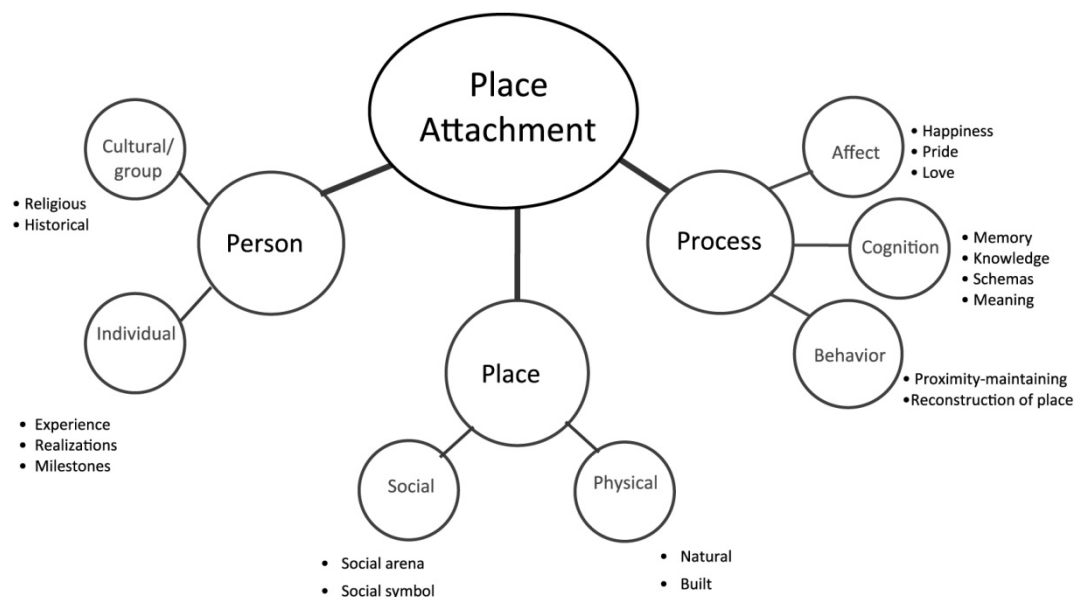 Place
Attachment
Cultural/
group
• Religious
• Historical
Person
Individual
• Experience
• Realizations
• Milestones
Place
Social
• Social arena
• Social symbol
Physical
• Natural
• Built
Process
Affect
• Happiness
• Pride
• Love
Cognition
• Memory
• Knowledge
• Schemas
• Meaning
Behavior
• Proximity-maintaining
•Reconstruction of place